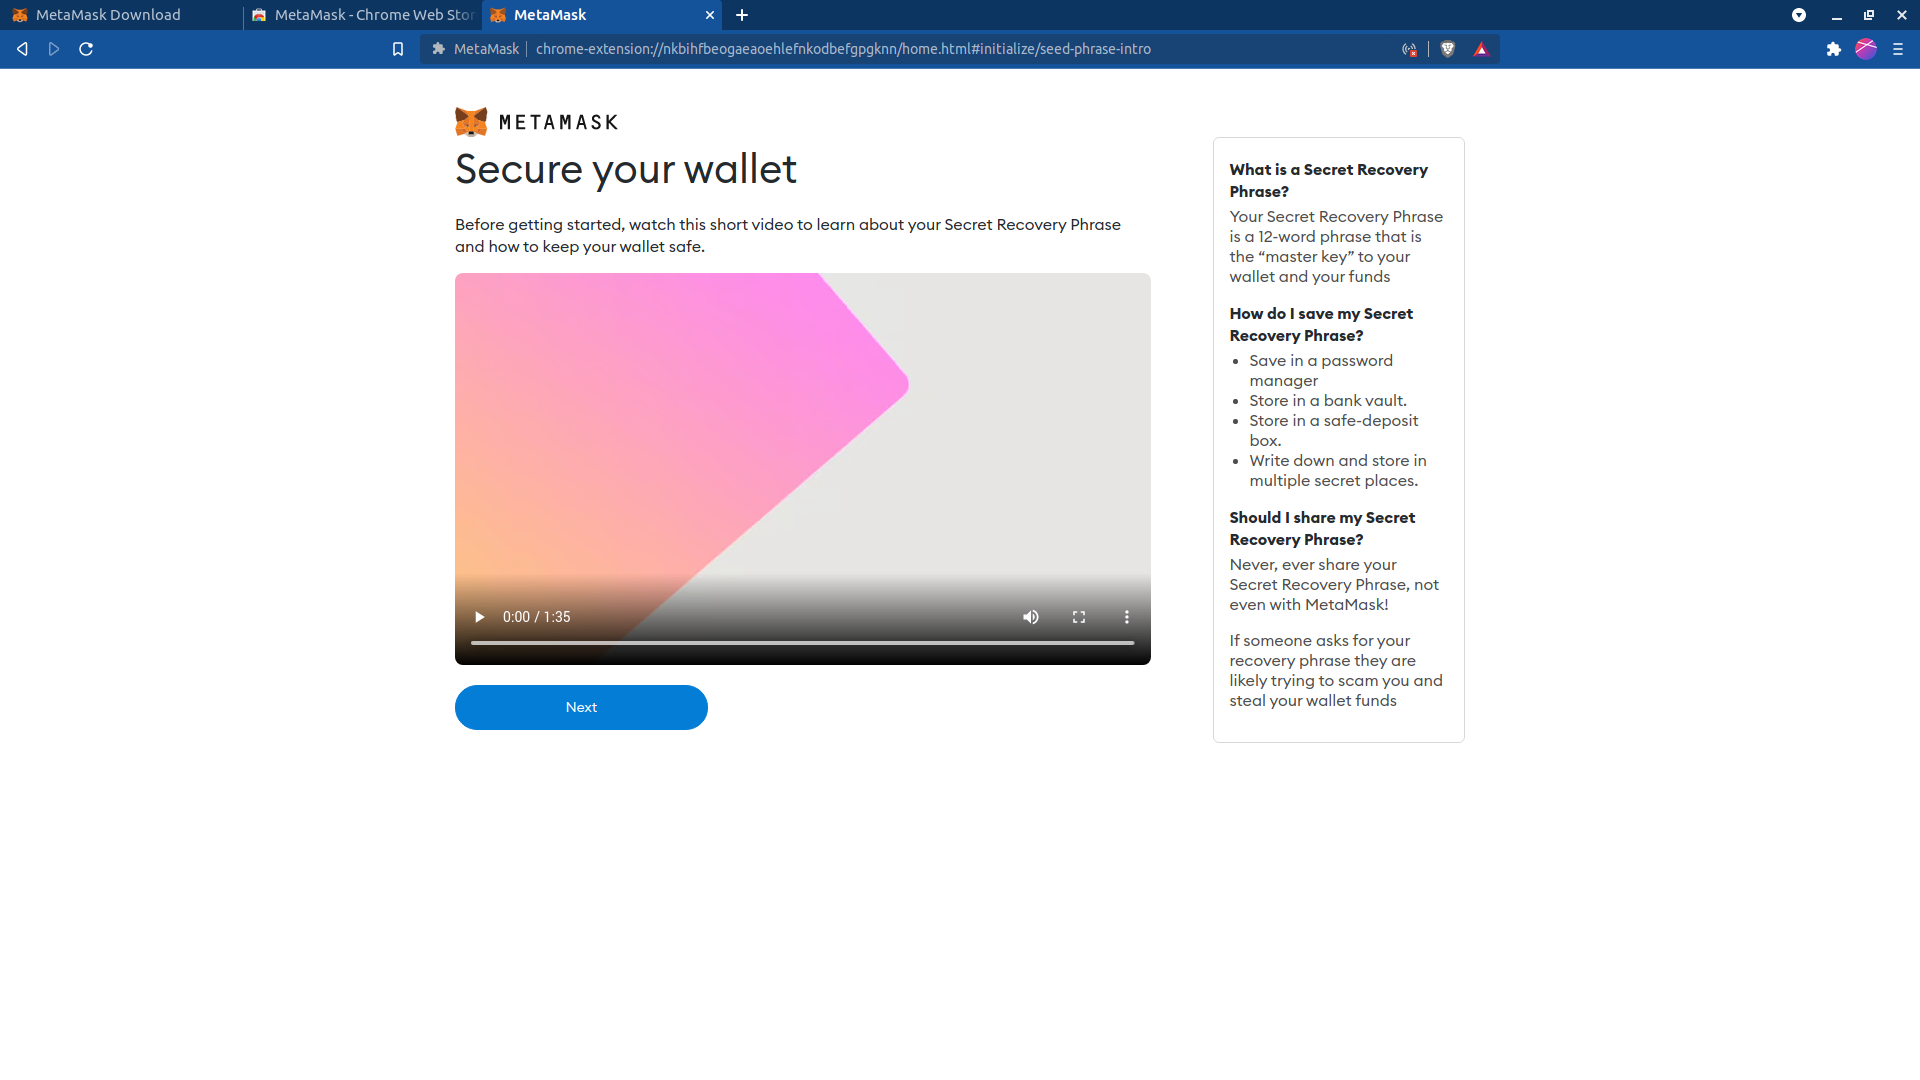 MetaMask Download
MetaMask - Chrome Web Stor
MetaMask
MetaMask
chrome-extension://nkbihfbeogaeaoehlefnkodbefgpgknn/home.html#initialize/seed-phrase-intro
METAMASK
Secure your wallet
Before getting started, watch this short video to learn about your Secret Recovery Phrase
and how to keep your wallet safe.
0:00 / 1:35
Next
What is a Secret Recovery
Phrase?
Your Secret Recovery Phrase
is a 12-word phrase that is
the “master key” to your
wallet and your funds
How do I save my Secret
Recovery Phrase?
• Save in a password
manager
• Store in a bank vault.
• Store in a safe-deposit
box.
• Write down and store in
multiple secret places.
Should I share my Secret
Recovery Phrase?
Never, ever share your
Secret Recovery Phrase, not
even with MetaMask!
If someone asks for your
recovery phrase they are
likely trying to scam you and
steal your wallet funds